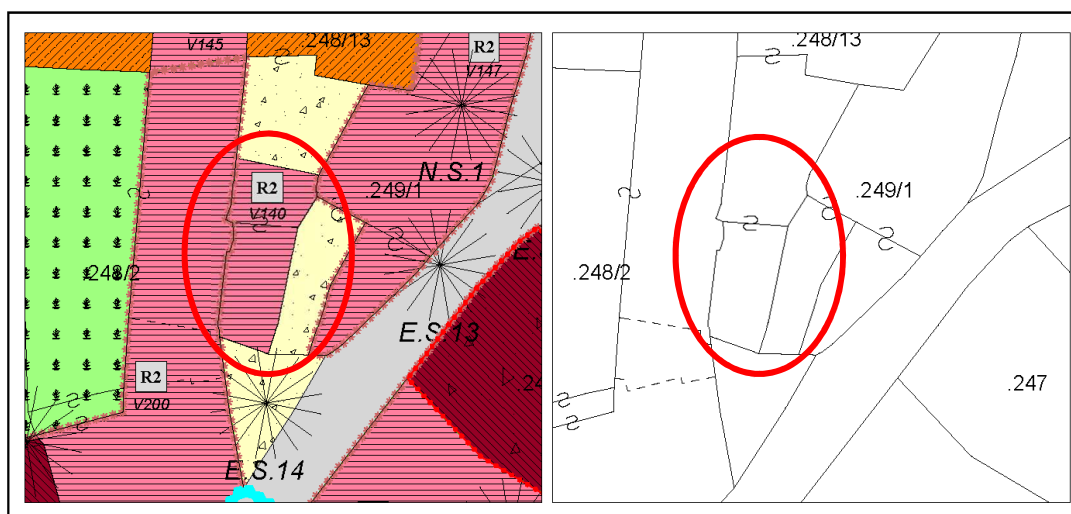 .248/13
R2
V145
V147
N.S.1
R2
.249/1
V140
.248/2
E.S.13
R2
V200
E.S.14
.248/13
.249/1
.248/2
.247